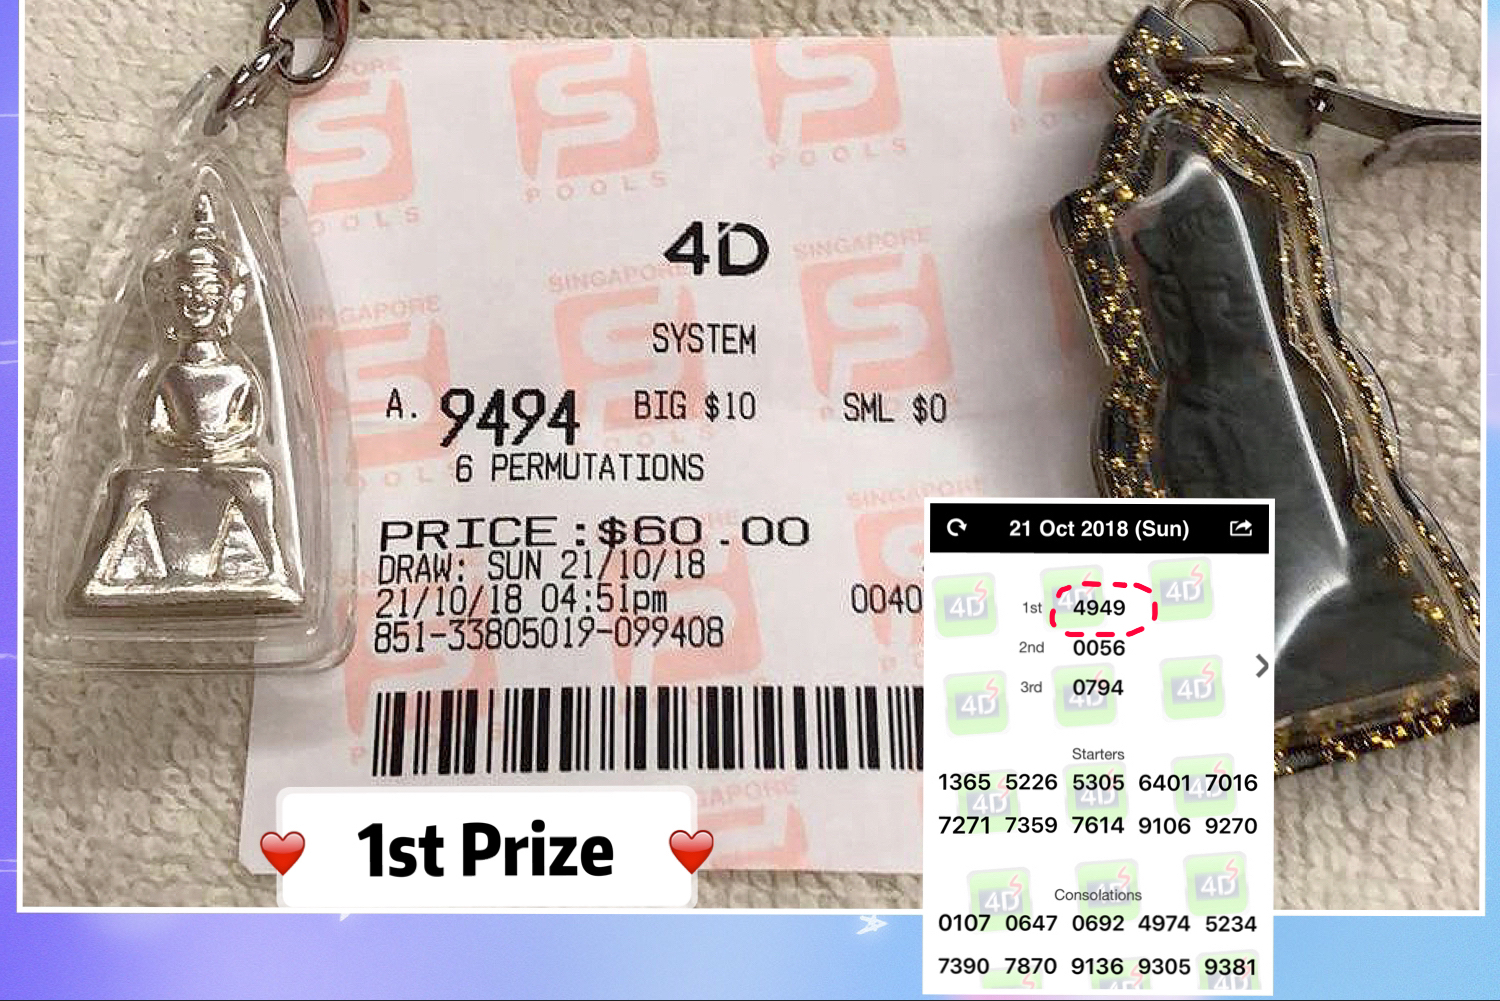 SINGAPORE
POOLS
4D
SYSTEM
A. 9494 BIG $10 SML $0
6 PERMUTATIONS
PRICE:$60.00
DRAW: SUN 21/10/18
21/10/18 04:51pm 0040
851-33805019-099408
1st Prize
21 Oct 2018 (Sun)
1st 4949
2nd 0056
3rd 0794
Starters
1365 5226 5305 6401 7016
7271 7359 7614 9106 9270
Consolations
0107 0647 0692 4974 5234
7390 7870 9136 9305 9381